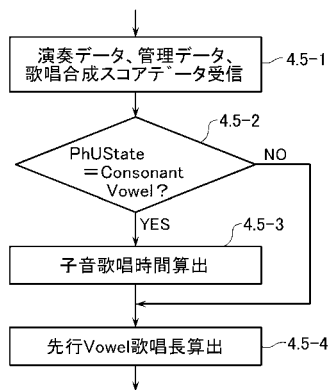 演奏データ、管理データ、
歌唱合成スコアデータ受信
4.5-1
4.5-2
PhUState
=Consonant
Vowel?
NO
YES
4.5-3
子音歌唱時間算出
先行Vowel歌唱長算出
4.5-4